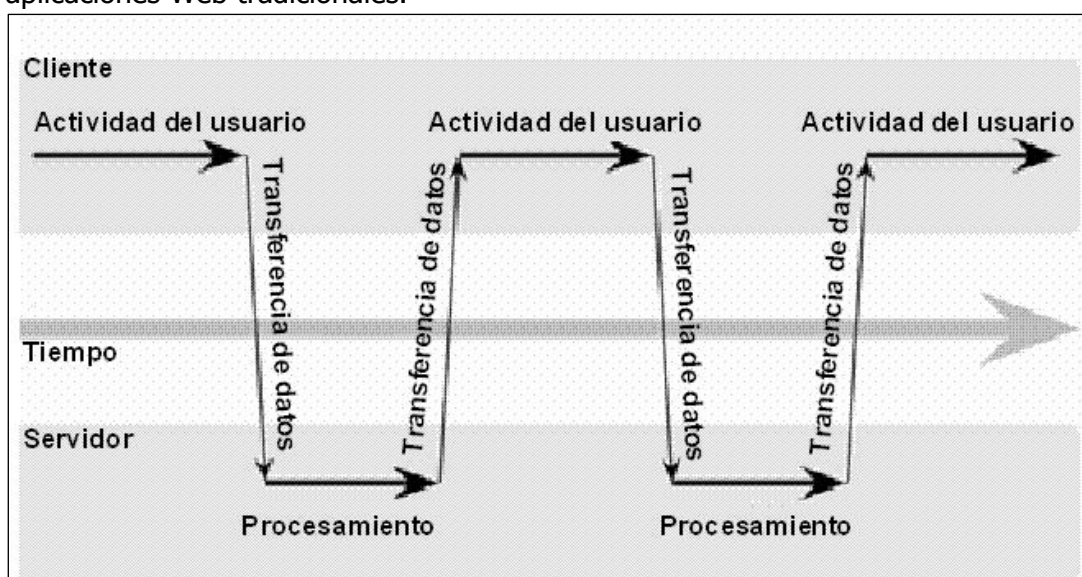 aplicaciones Web tradicionales.
Cliente
Actividad del usuario
Actividad del usuario
Actividad del usuario
Transferencia de datos
Transferencia de datos
Transferencia de datos
Transferencia de datos
Tiempo
Servidor
Procesamiento
Procesamiento